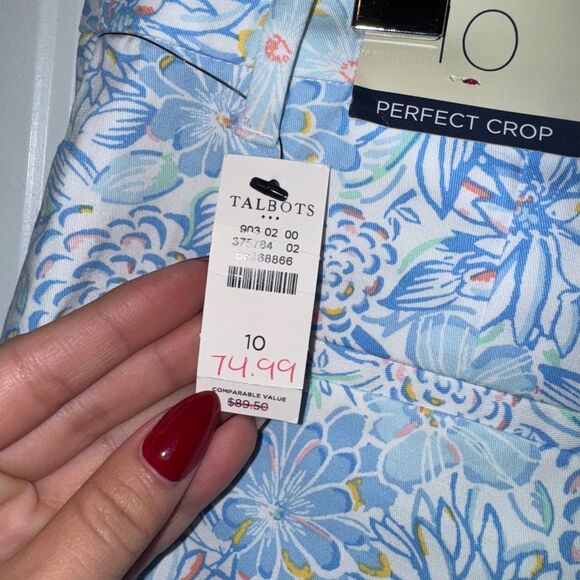 10
PERFECT CROP
TALBOTS
903 02 00
375784 02
10
74.99
COMPARABLE VALUE
$89.50